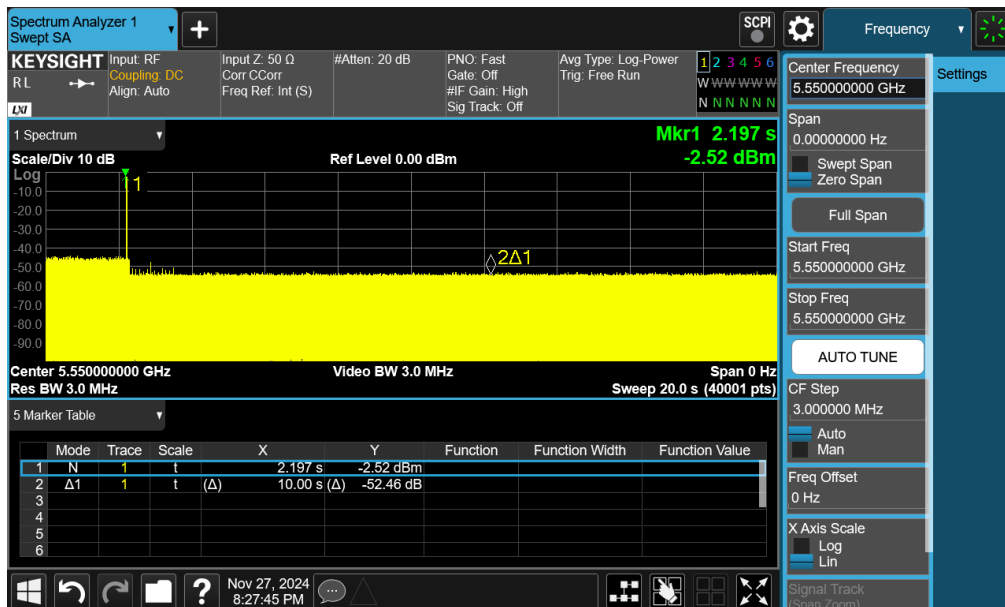 Spectrum Analyzer 1
Swept SA
+
SCPI
Frequency
KEYSIGHT
RL
LXI
Input: RF
Coupling: DC
Align: Auto
Input Z: 50 Ω
Corr CCorr
Freq Ref: Int (S)
#Atten: 20 dB
PNO: Fast
Gate: Off
#IF Gain: High
Sig Track: Off
Avg Type: Log-Power
Trig: Free Run
1 2 3 4 5 6
W W W W W W
N N N N N N
1 Spectrum
Mkr1 2.197 s
Scale/Div 10 dB
Ref Level 0.00 dBm
-2.52 dBm
Log
1
-10.0
-20.0
-30.0
-40.0
2Δ1
-50.0
-60.0
-70.0
-80.0
-90.0
Center 5.550000000 GHz
Video BW 3.0 MHz
Span 0 Hz
Res BW 3.0 MHz
Sweep 20.0 s (40001 pts)
5 Marker Table
Mode Trace Scale X Y Function Function Width Function Value
1 N 1 t 2.197 s -2.52 dBm
2 Δ1 1 t (Δ) 10.00 s (Δ) -52.46 dB
3
4
5
6
Nov 27, 2024
8:27:45 PM
Center Frequency
5.550000000 GHz
Settings
Span
0.00000000 Hz
Swept Span
Zero Span
Full Span
Start Freq
5.550000000 GHz
Stop Freq
5.550000000 GHz
AUTO TUNE
CF Step
3.000000 MHz
Auto
Man
Freq Offset
0 Hz
X Axis Scale
Log
Lin
Signal Track
(Span Zoom)